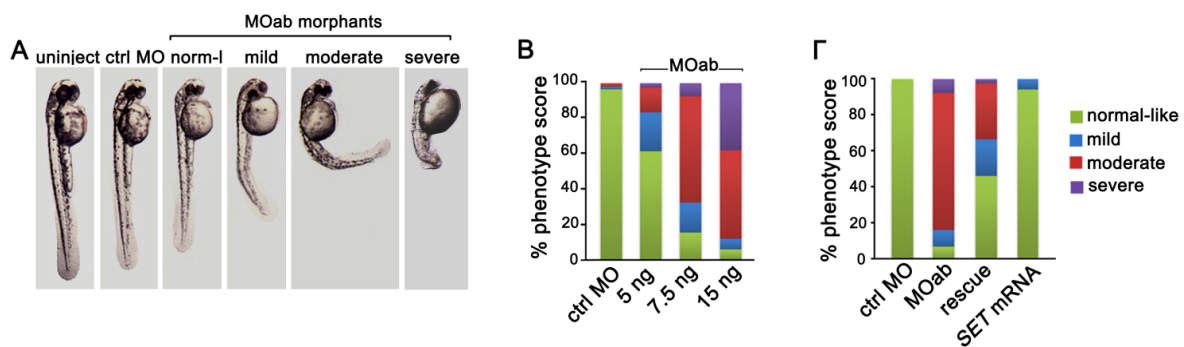 MOab morphants
A
uninject ctrl MO norm-l mild moderate severe
B
MOab
% phenotype score
100
80
60
40
20
0
ctrl MO
5 ng
7.5 ng
15 ng
Γ
% phenotype score
100
80
60
40
20
0
ctrl MO
MOab
rescue
SET mRNA
normal-like
mild
moderate
severe